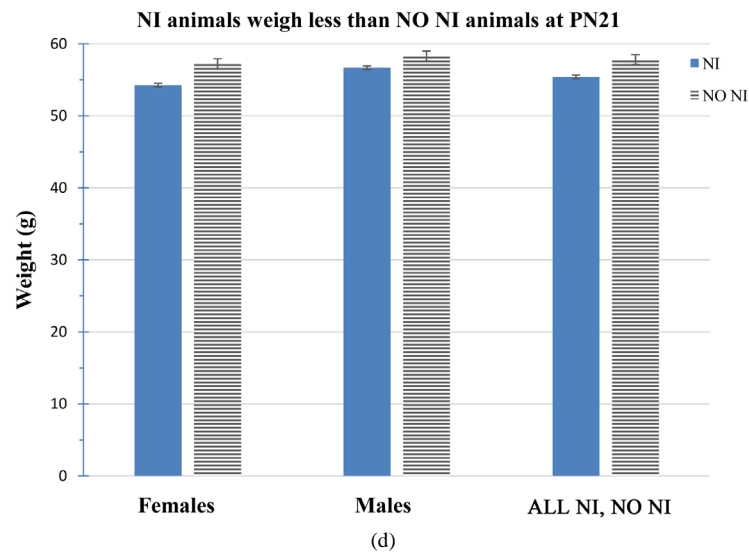 NI animals weigh less than NO NI animals at PN21
60
50
40
30
20
10
0
Weight (g)
NI
NO NI
Females
Males
ALL NI, NO NI
(d)